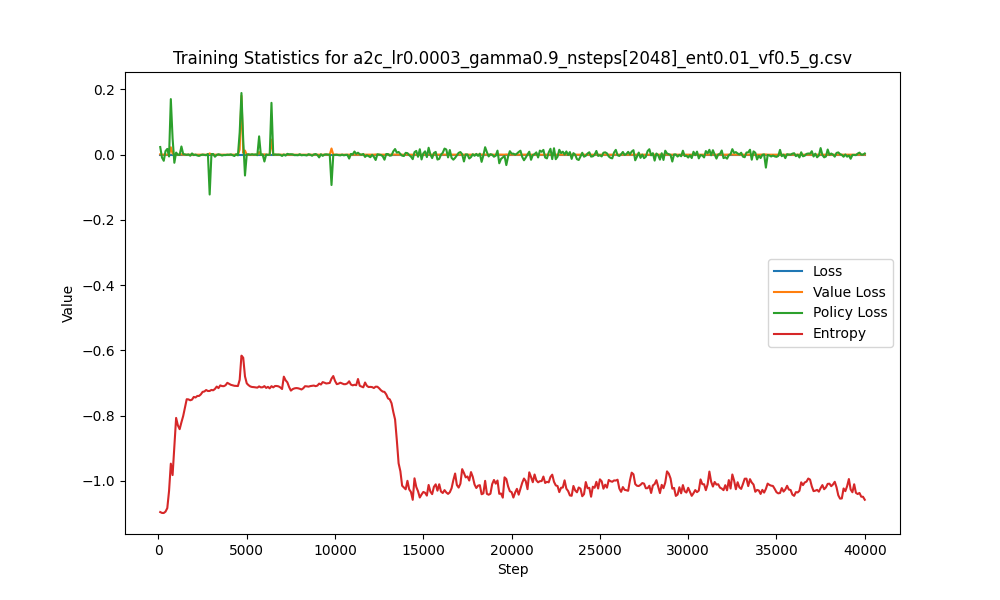 Training Statistics for a2c_lr0.0003_gamma0.9_nsteps[2048]_ent0.01_vf0.5_g.csv
0.2
0.0
−0.2
−0.4
−0.6
−0.8
−1.0
Value
Loss
Value Loss
Policy Loss
Entropy
0 5000 10000 15000 20000 25000 30000 35000 40000
Step